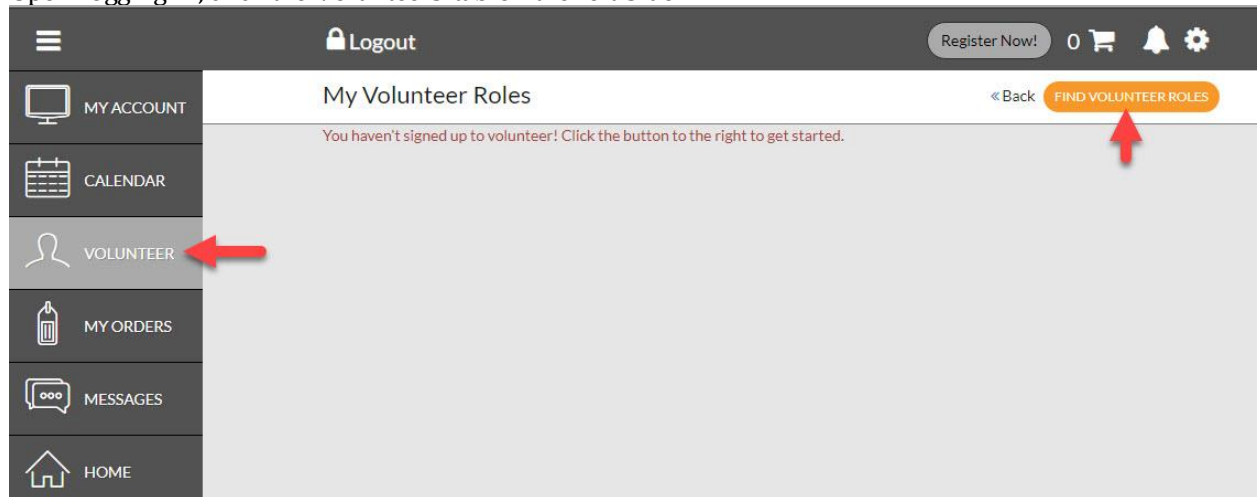 Logout
Register Now! 0
MY ACCOUNT
My Volunteer Roles
«Back FIND VOLUNTEER ROLES
You haven't signed up to volunteer! Click the button to the right to get started.
CALENDAR
VOLUNTEER
MY ORDERS
MESSAGES
HOME